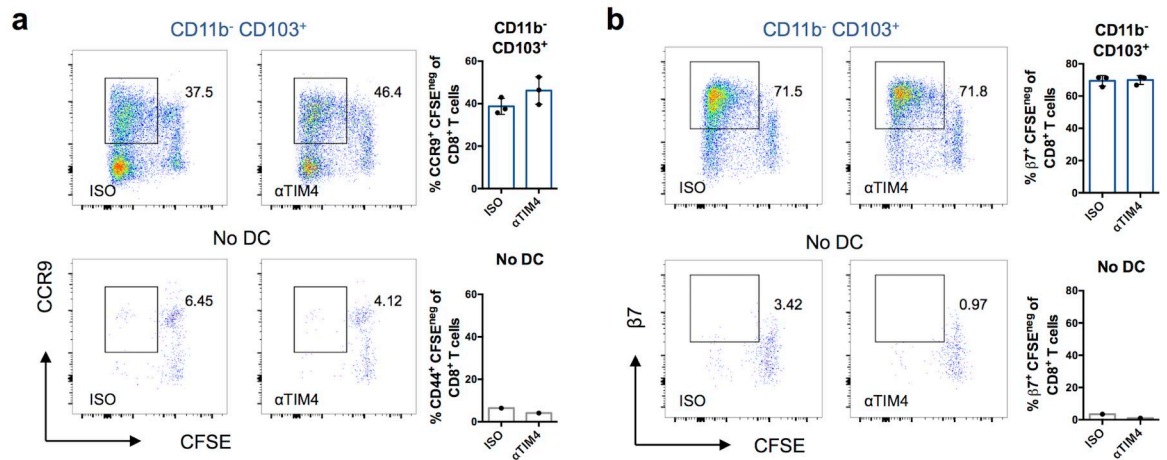 a
CD11b⁻ CD103⁺
37.5
ISO
46.4
αTIM4
CD11b⁻
CD103⁺
% CCR9⁺ CFSEⁿᵉᵍ of
CD8⁺ T cells
60
40
20
0
ISO
αTIM4
No DC
CCR9
6.45
ISO
4.12
αTIM4
CFSE
No DC
% CD44⁺ CFSEⁿᵉᵍ of
CD8⁺ T cells
60
40
20
0
ISO
αTIM4
b
CD11b⁻ CD103⁺
71.5
ISO
71.8
αTIM4
CD11b⁻
CD103⁺
% β7⁺ CFSEⁿᵉᵍ of
CD8⁺ T cells
80
60
40
20
0
ISO
αTIM4
No DC
β7
3.42
ISO
0.97
αTIM4
CFSE
No DC
% β7⁺ CFSEⁿᵉᵍ of
CD8⁺ T cells
80
60
40
20
0
ISO
αTIM4